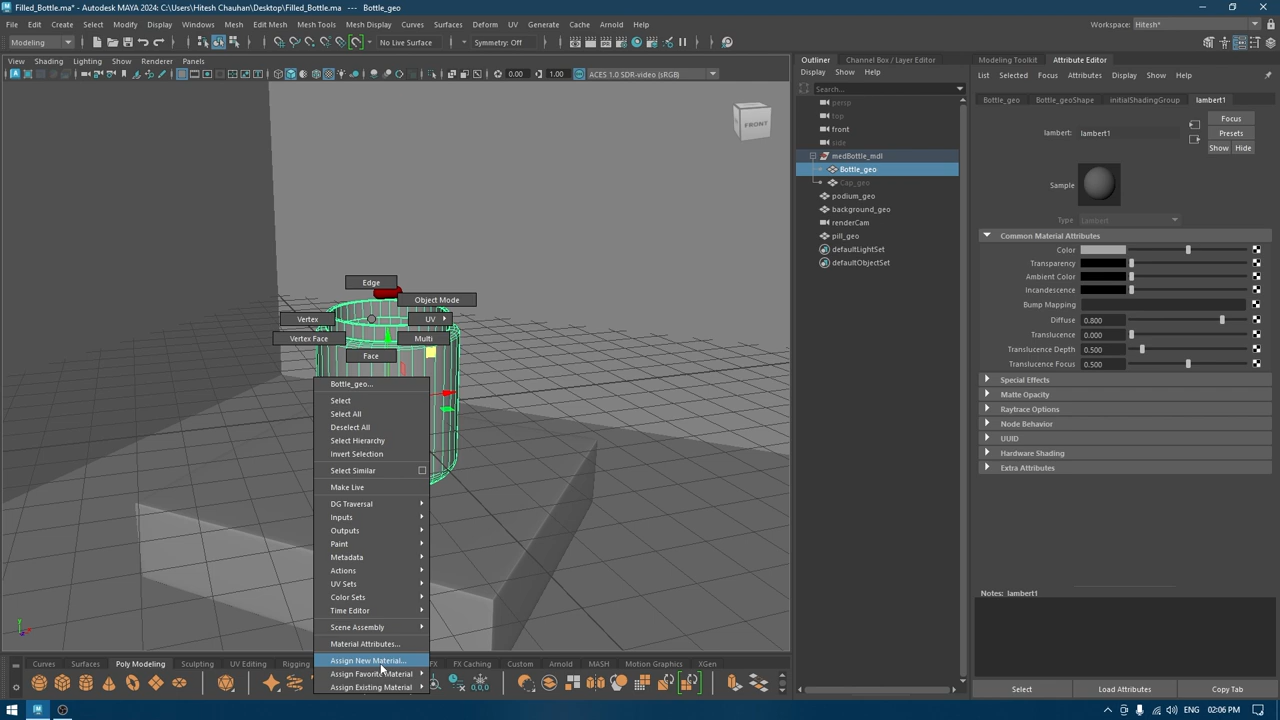 Filled_Bottle.ma* - Autodesk MAYA 2024: C:\Users\Hitesh Chauhan\Desktop\Filled_Bottle.ma --- Bottle_geo
File Edit Create Select Modify Display Windows Mesh Edit Mesh Mesh Tools Mesh Display Curves Surfaces Deform UV Generate Cache Arnold Help
Workspace: Hitesh*
Modeling
No Live Surface
Symmetry: Off
View Shading Lighting Show Renderer Panels
0.00
1.00
ACES 1.0 SDR-video (sRGB)
FRONT
Edge
Object Mode
Vertex
UV
Vertex Face
Multi
Face
Bottle_geo...
Select
Select All
Deselect All
Select Hierarchy
Invert Selection
Select Similar
Make Live
DG Traversal
Inputs
Outputs
Paint
Metadata
Actions
UV Sets
Color Sets
Time Editor
Scene Assembly
Material Attributes...
Assign New Material...
Assign Favorite Material
Assign Existing Material
Outliner
Channel Box / Layer Editor
Display Show Help
Search...
persp
top
front
side
medBottle_mdl
Bottle_geo
Cap_geo
podium_geo
background_geo
renderCam
pill_geo
defaultLightSet
defaultObjectSet
Modeling Toolkit
Attribute Editor
List Selected Focus Attributes Display Show Help
Bottle_geo Bottle_geoShape initialShadingGroup lambert1
lambert: lambert1
Focus
Presets
Show Hide
Sample
Type Lambert
Common Material Attributes
Color
Transparency
Ambient Color
Incandescence
Bump Mapping
Diffuse 0.800
Translucence 0.000
Translucence Depth 0.500
Translucence Focus 0.500
Special Effects
Matte Opacity
Raytrace Options
Node Behavior
UUID
Hardware Shading
Extra Attributes
Notes: lambert1
Select
Load Attributes
Copy Tab
Curves Surfaces Poly Modeling Sculpting UV Editing Rigging
FX FX Caching Custom Arnold MASH Motion Graphics XGen
ENG 02:06 PM